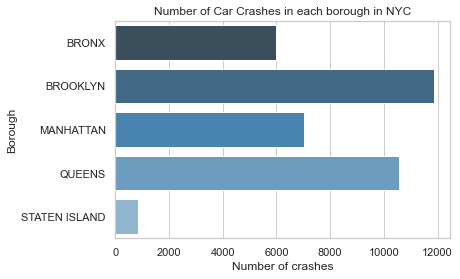 Number of Car Crashes in each borough in NYC
Borough
BRONX
BROOKLYN
MANHATTAN
QUEENS
STATEN ISLAND
0 2000 4000 6000 8000 10000 12000
Number of crashes